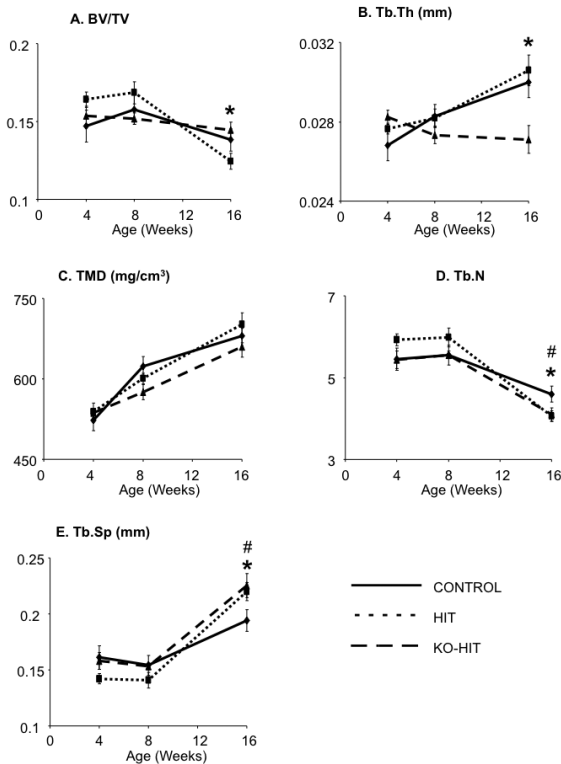 A. BV/TV
0.2
0.15
0.1
0 4 8 12 16
Age (Weeks)
*
B. Tb.Th (mm)
0.032
0.028
0.024
0 4 8 12 16
Age (Weeks)
*
C. TMD (mg/cm³)
750
600
450
0 4 8 12 16
Age (Weeks)
D. Tb.N
7
5
3
0 4 8 12 16
Age (Weeks)
#
*
E. Tb.Sp (mm)
0.25
0.2
0.15
0.1
0 4 8 12 16
Age (Weeks)
#
*
CONTROL
HIT
KO-HIT